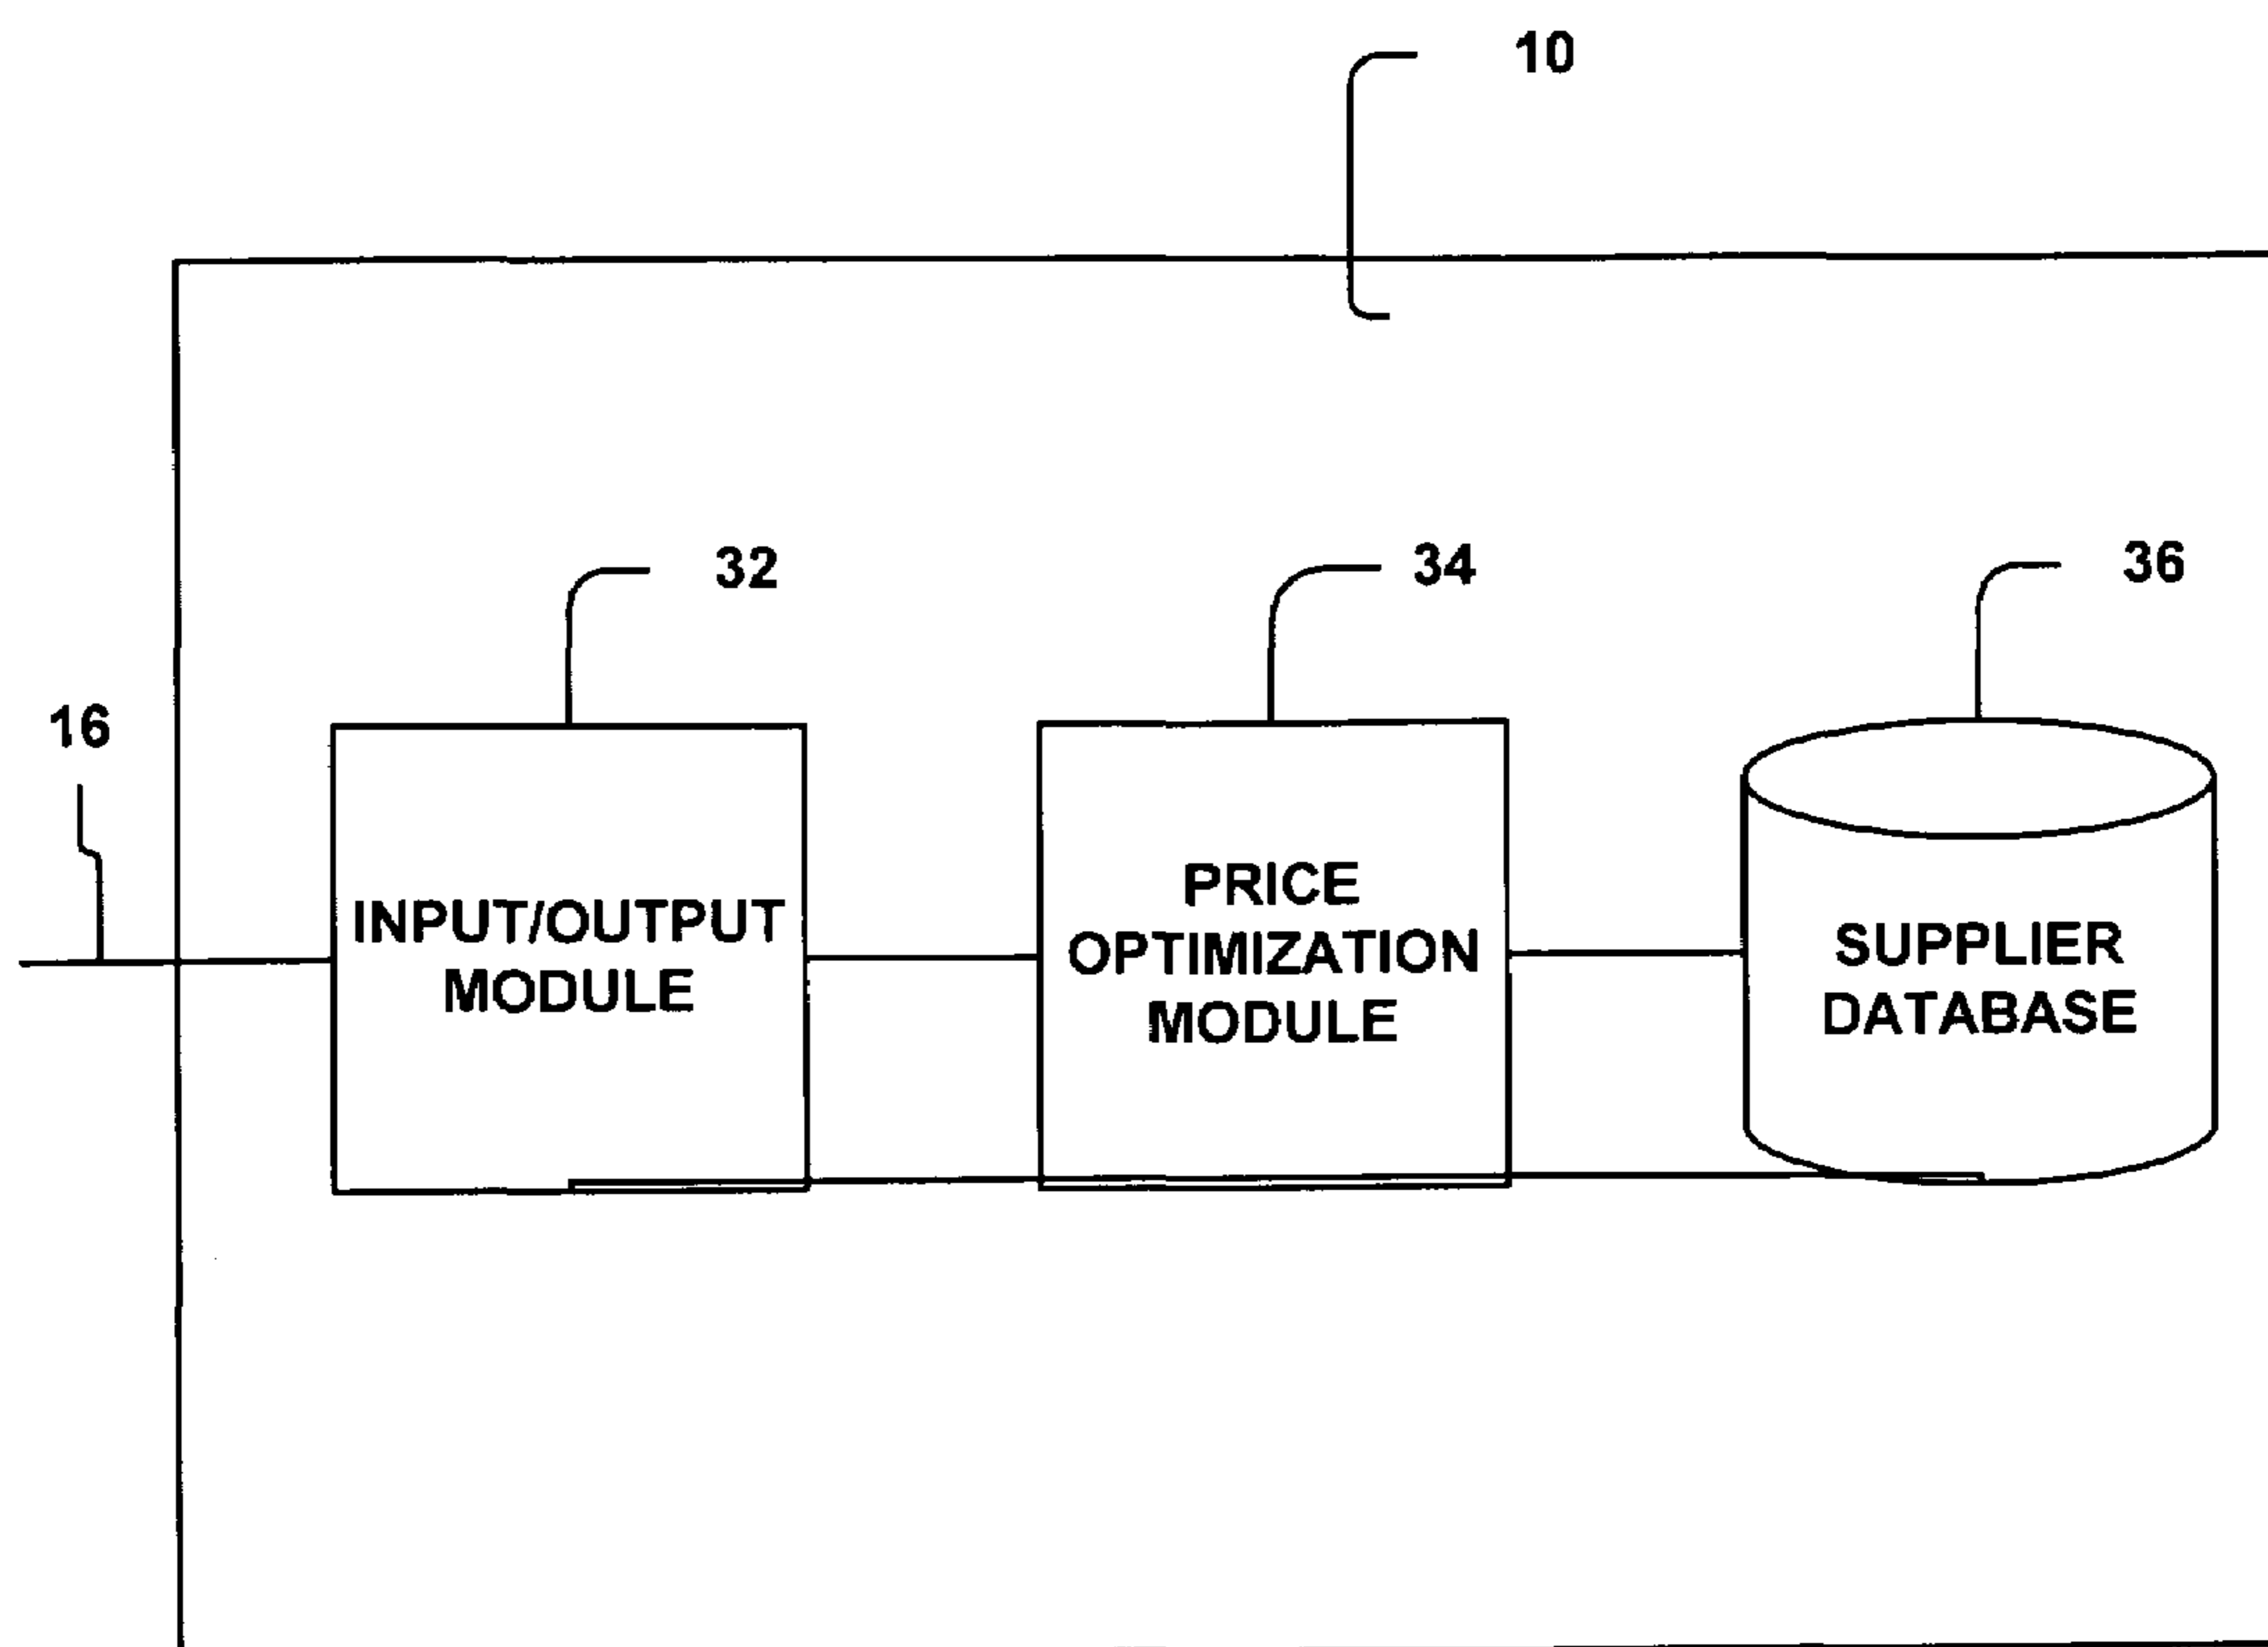 10
32
34
36
16
INPUT/OUTPUT
MODULE
PRICE
OPTIMIZATION
MODULE
SUPPLIER
DATABASE